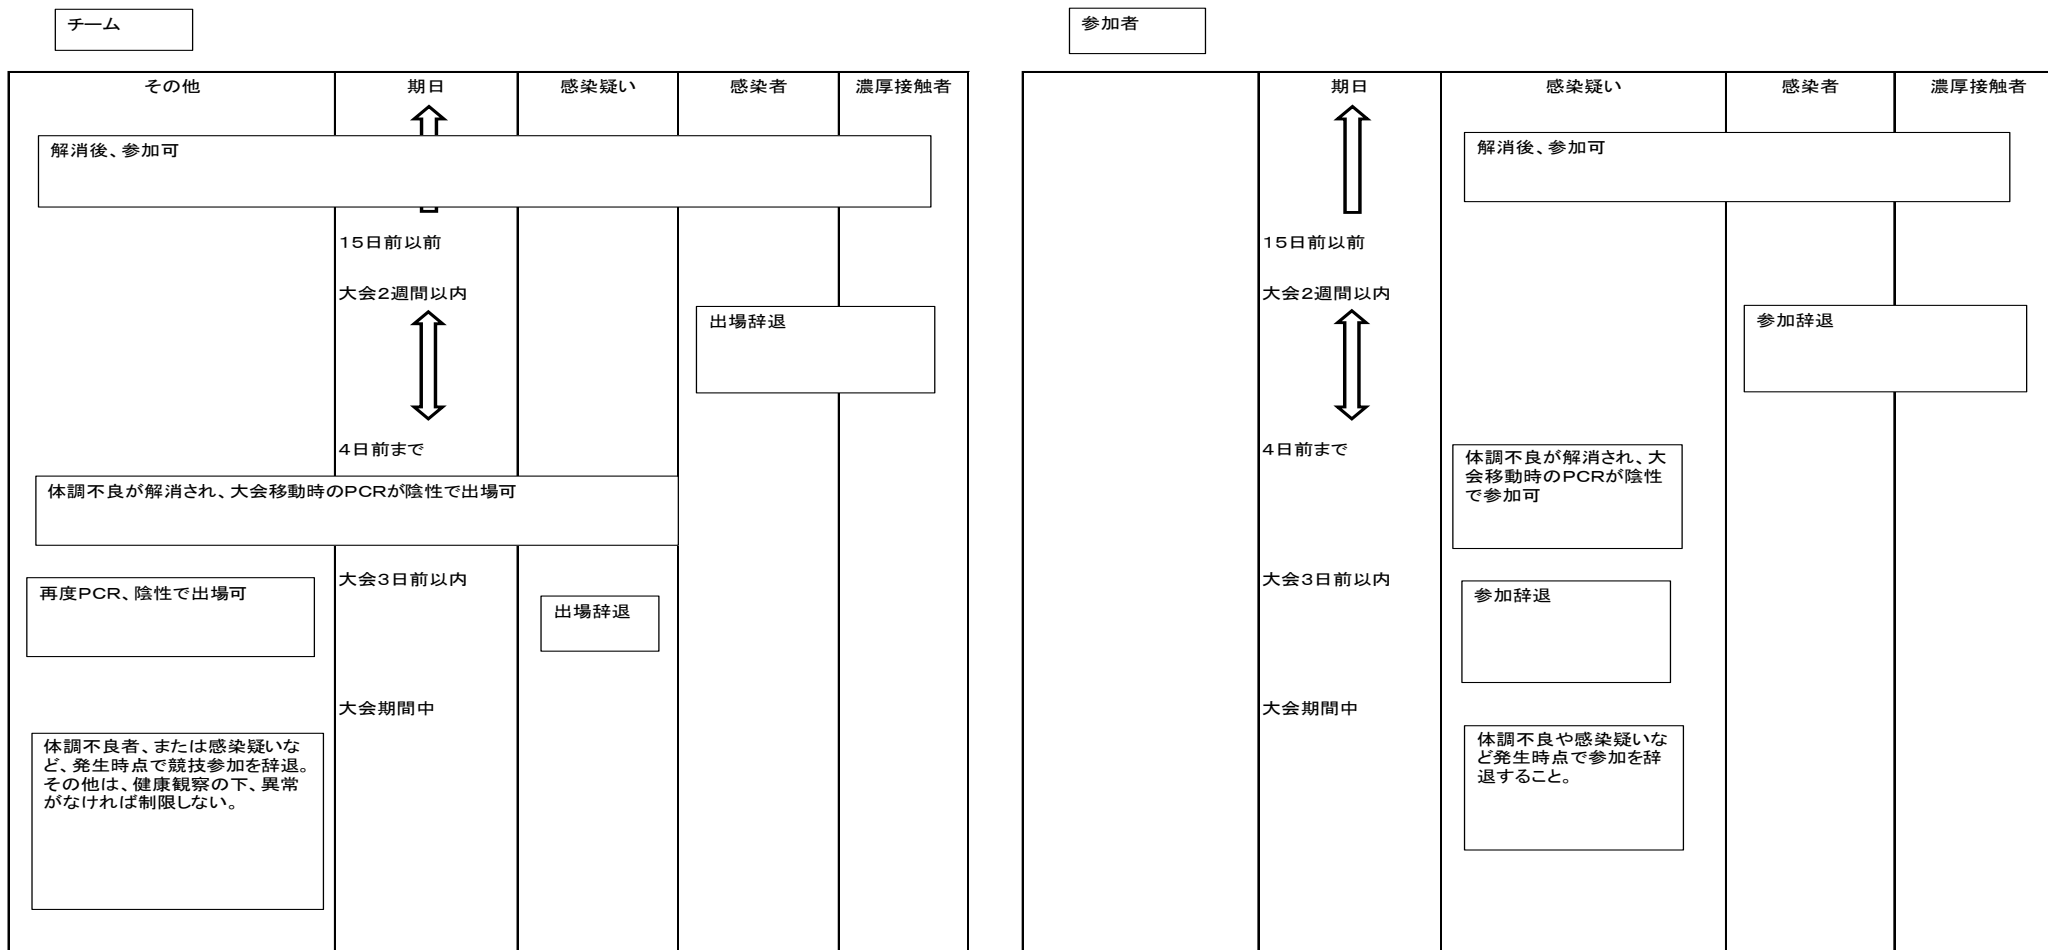 チーム
その他
期日
感染疑い
感染者
濃厚接触者
解消後、参加可
15日前以前
大会2週間以内
出場辞退
4日前まで
体調不良が解消され、大会移動時のPCRが陰性で出場可
大会3日前以内
再度PCR、陰性で出場可
出場辞退
大会期間中
体調不良者、または感染疑いな
ど、発生時点で競技参加を辞退。
その他は、健康観察の下、異常
がなければ制限しない。
参加者
期日
感染疑い
感染者
濃厚接触者
解消後、参加可
15日前以前
大会2週間以内
参加辞退
4日前まで
体調不良が解消され、大
会移動時のPCRが陰性
で参加可
大会3日前以内
参加辞退
大会期間中
体調不良や感染疑いな
ど発生時点で参加を辞
退すること。